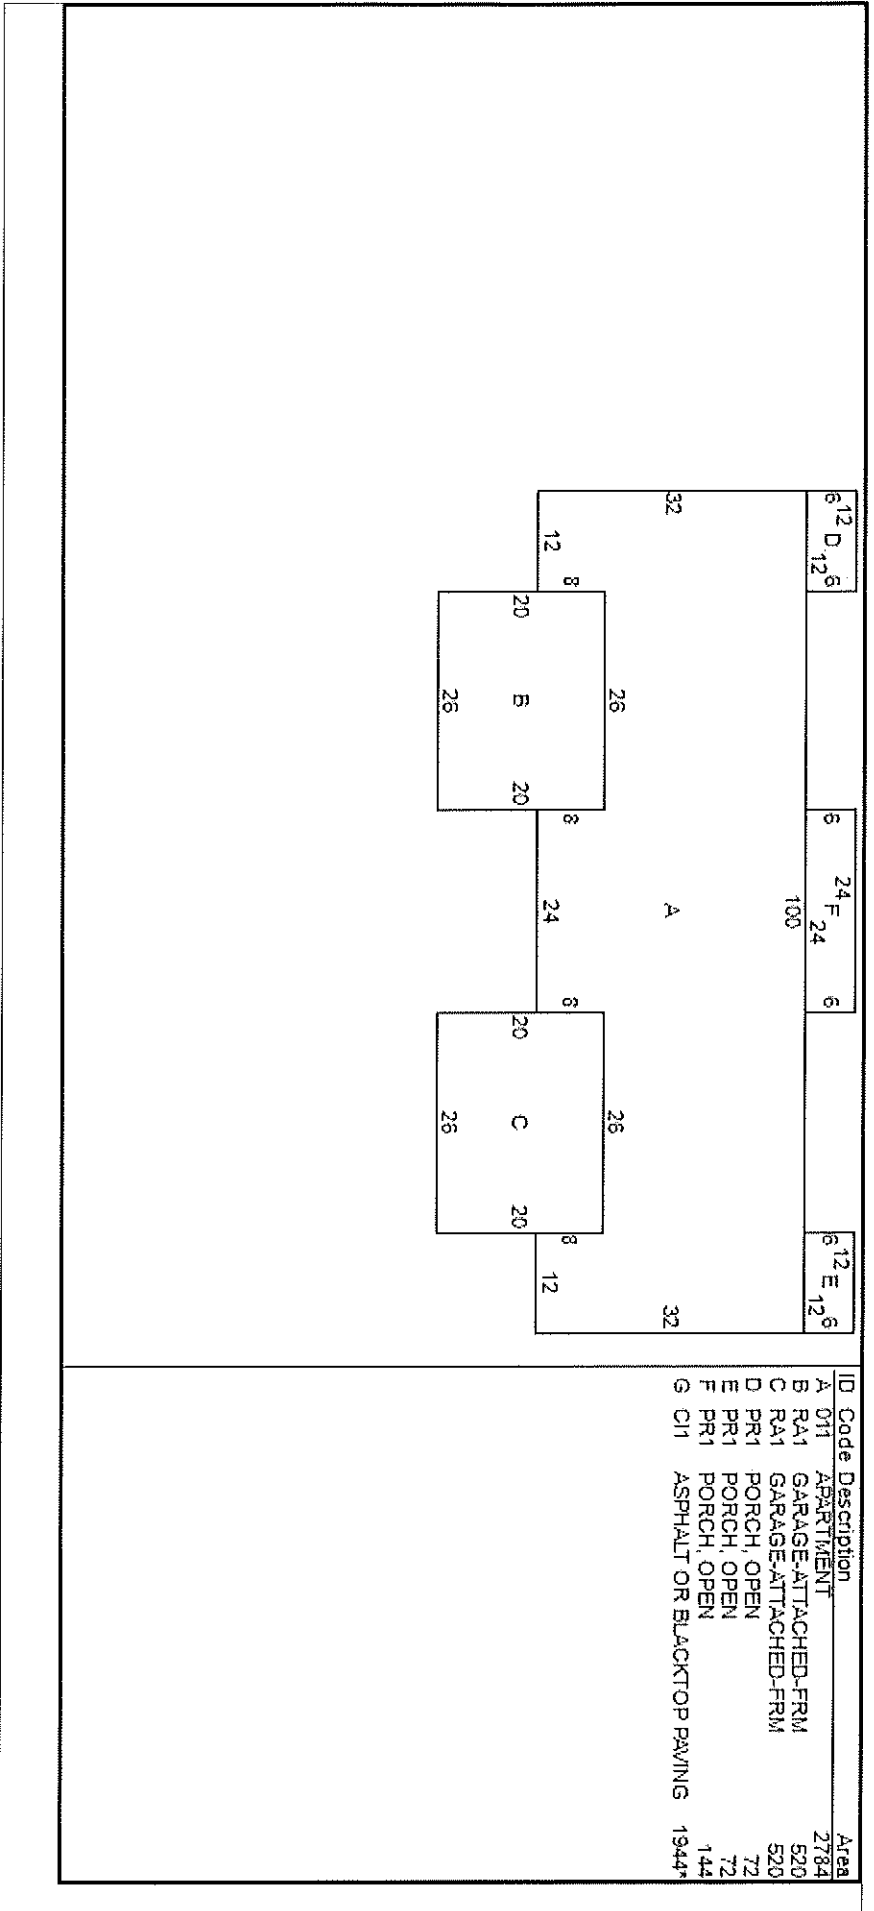 12
6 D 6
12
24
6 F 6
24
12
6 E 6
12
100
32
A
32
26
26
8
8
8
8
12
24
12
20 B 20
20 C 20
26
26
ID Code Description Area
A 011 APARTMENT 2784
B RA1 GARAGE-ATTACHED-FRM 520
C RA1 GARAGE-ATTACHED-FRM 520
D PR1 PORCH, OPEN 72
E PR1 PORCH, OPEN 72
F PR1 PORCH, OPEN 144
G CI1 ASPHALT OR BLACKTOP PAVING 1944*